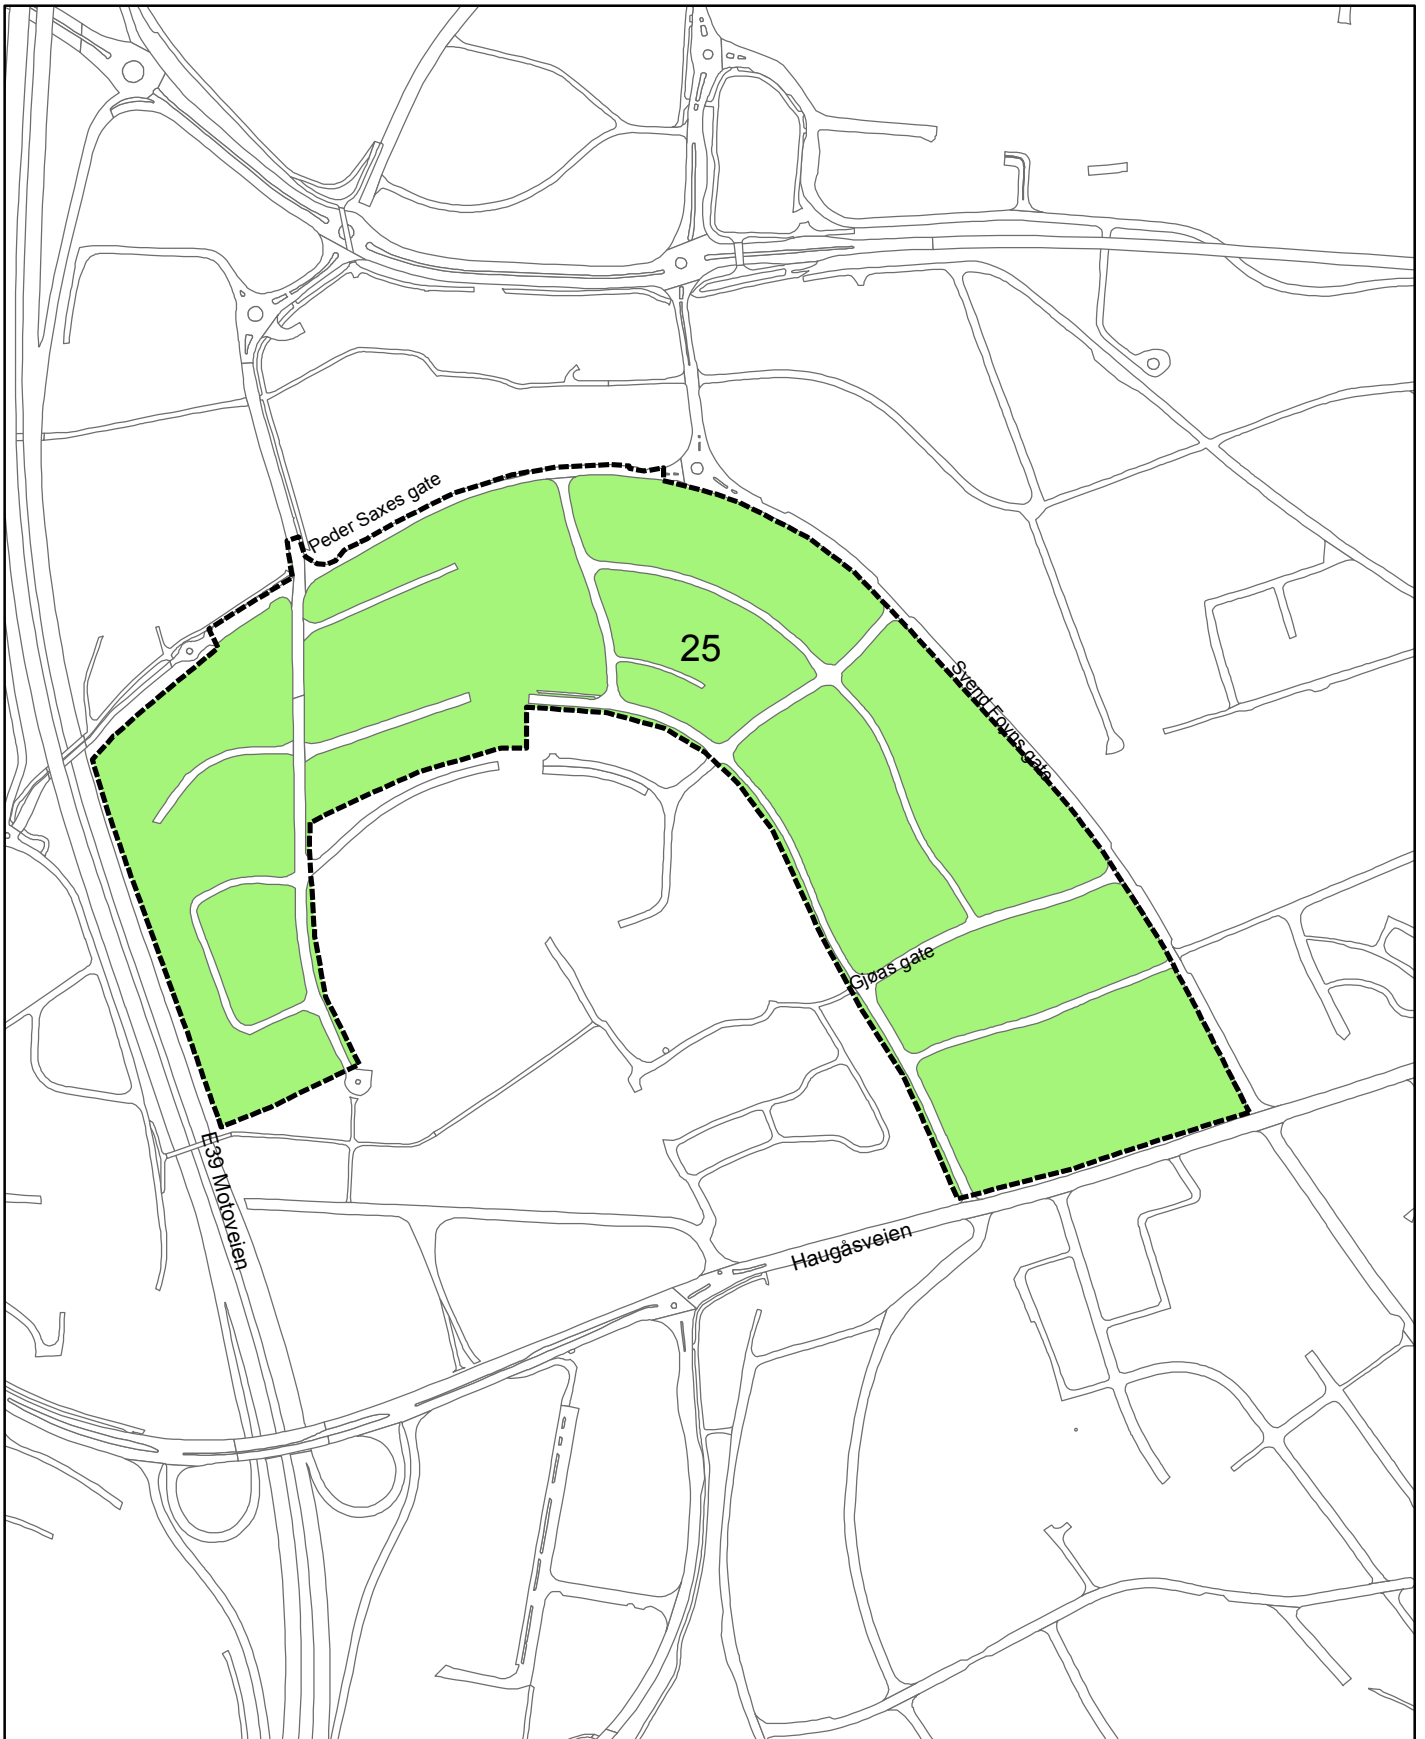 Peder Saxes gate
25
Svend Foyns gate
Gjøas gate
E39 Motoveien
Haugåsveien